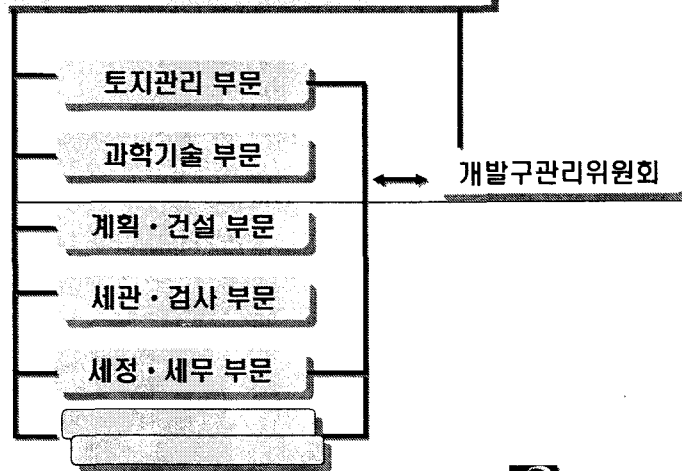 토지관리 부문
과학기술 부문
개발구관리위원회
계획・건설 부문
세관・검사 부문
세정・세무 부문